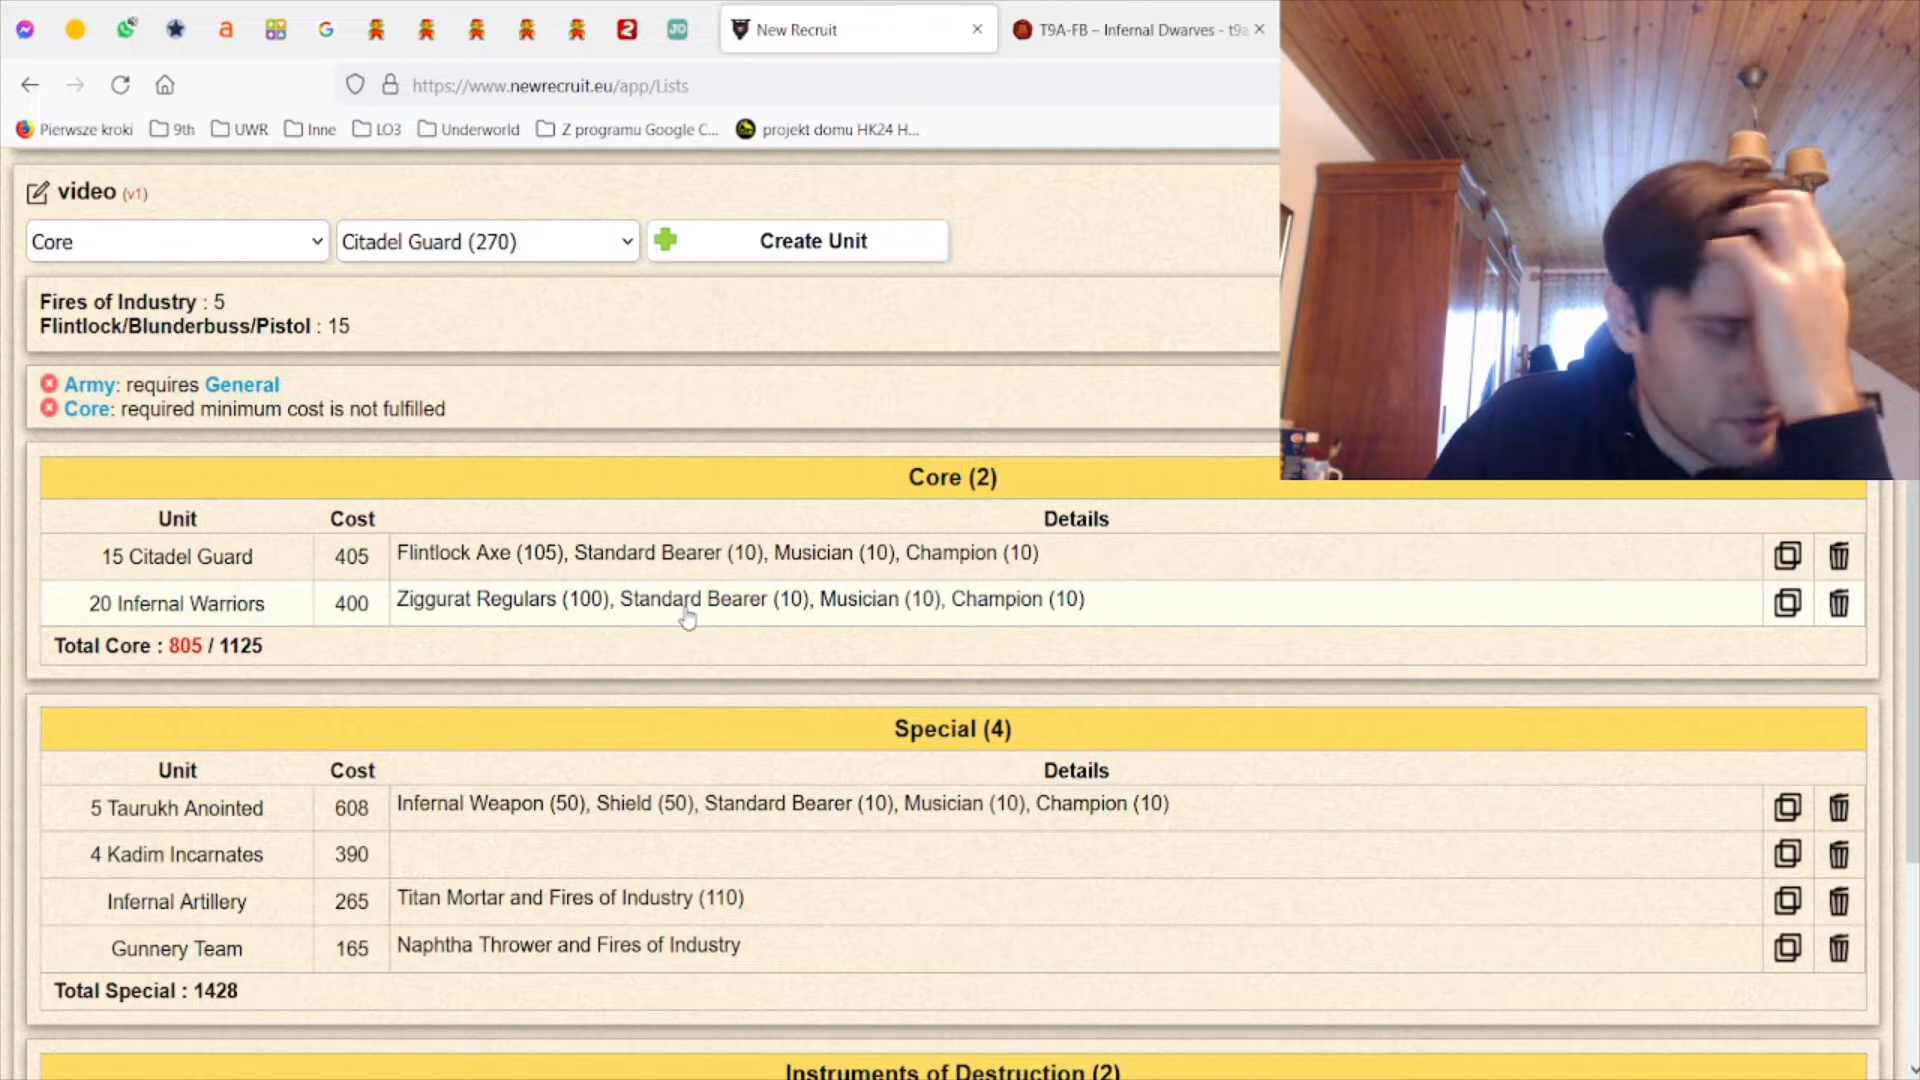 a
G
2
JO
New Recruit
T9A-FB – Infernal Dwarves - t9a
https://www.newrecruit.eu/app/Lists
Pierwsze kroki
9th
UWR
Inne
LO3
Underworld
Z programu Google C...
projekt domu HK24 H...
video (v1)
Core
Citadel Guard (270)
Create Unit
Fires of Industry : 5
Flintlock/Blunderbuss/Pistol : 15
Army: requires General
Core: required minimum cost is not fulfilled
Core (2)
Unit Cost Details
15 Citadel Guard 405 Flintlock Axe (105), Standard Bearer (10), Musician (10), Champion (10)
20 Infernal Warriors 400 Ziggurat Regulars (100), Standard Bearer (10), Musician (10), Champion (10)
Total Core : 805 / 1125
Special (4)
Unit Cost Details
5 Taurukh Anointed 608 Infernal Weapon (50), Shield (50), Standard Bearer (10), Musician (10), Champion (10)
4 Kadim Incarnates 390
Infernal Artillery 265 Titan Mortar and Fires of Industry (110)
Gunnery Team 165 Naphtha Thrower and Fires of Industry
Total Special : 1428
Instruments of Destruction (2)